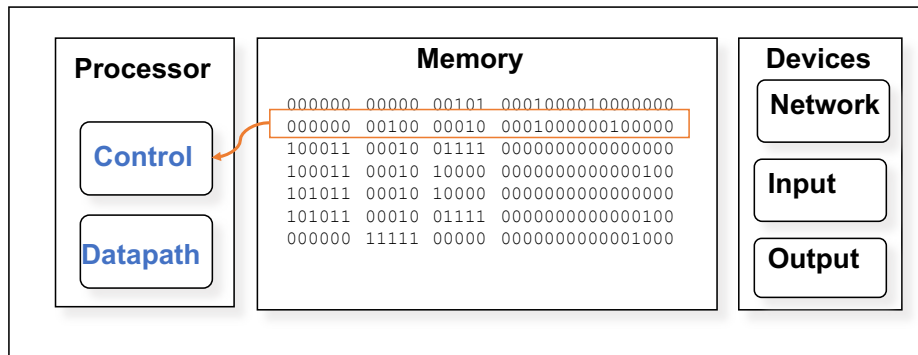 Processor
Control
Datapath
Memory
000000 00000 00101 0001000010000000
000000 00100 00010 0001000000100000
100011 00010 01111 0000000000000000
100011 00010 10000 0000000000000100
101011 00010 10000 0000000000000000
101011 00010 01111 0000000000000100
000000 11111 00000 0000000000001000
Devices
Network
Input
Output